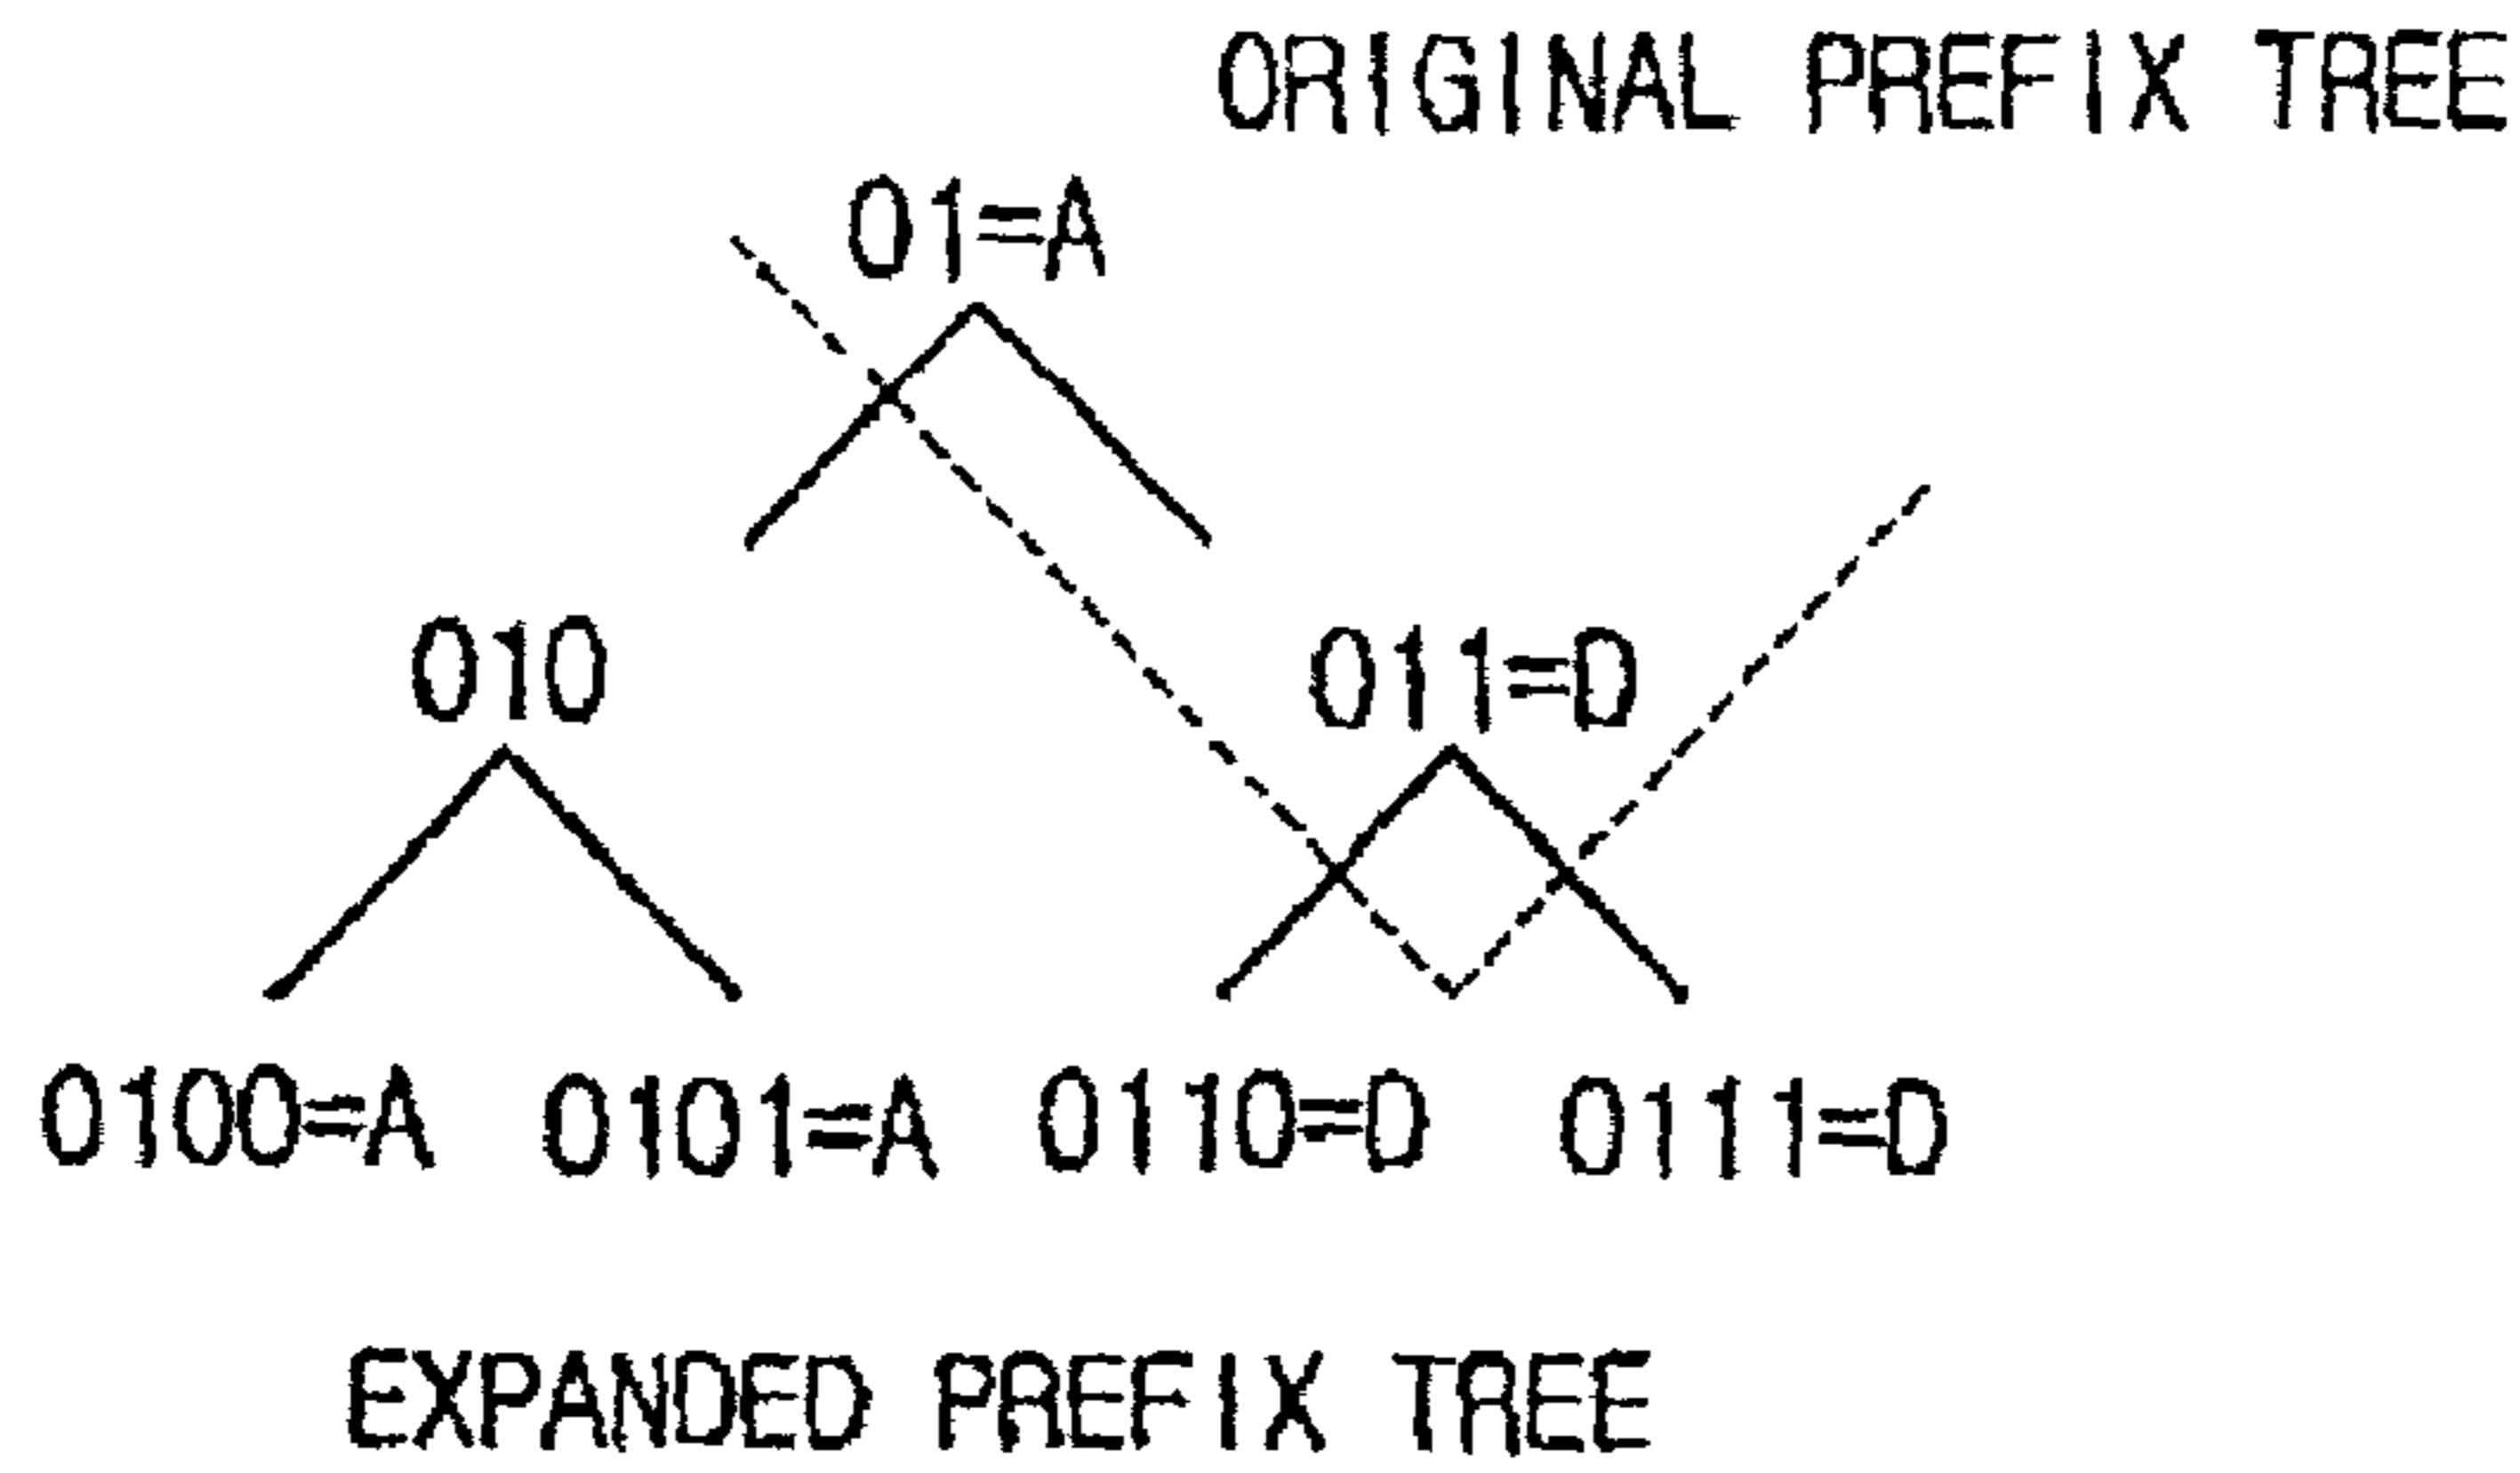 ORIGINAL PREFIX TREE
01=A
010 011=D
0100=A 0101=A 0110=D 0111=D
EXPANDED PREFIX TREE